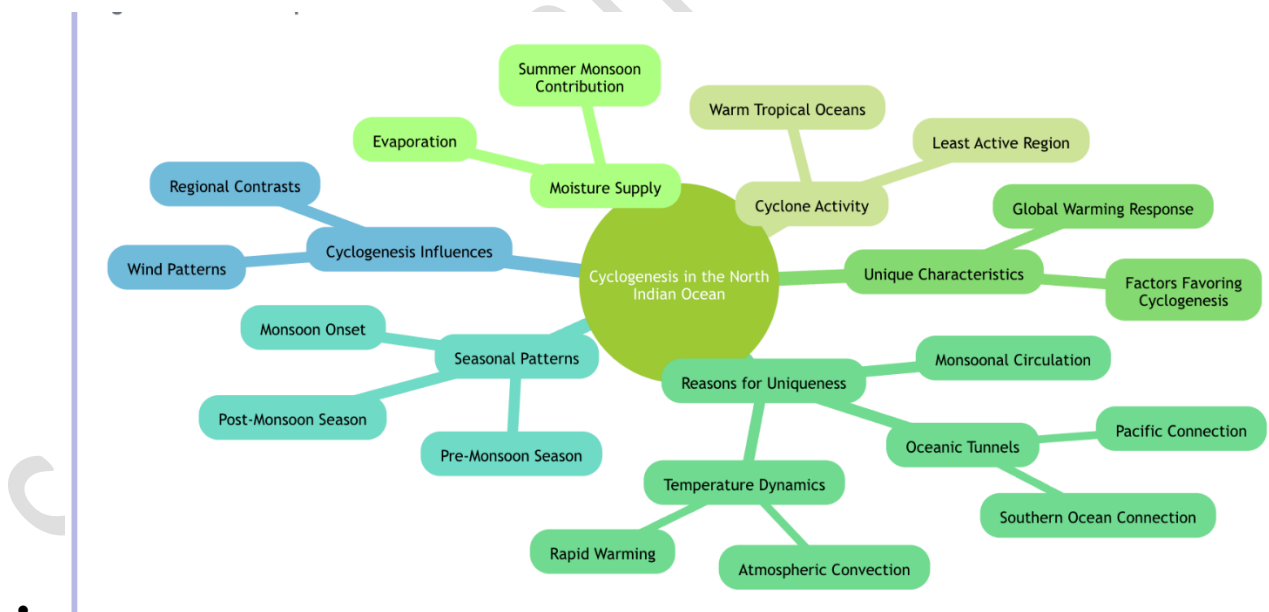 Summer Monsoon
Contribution
Evaporation
Moisture Supply
Warm Tropical Oceans
Least Active Region
Cyclone Activity
Regional Contrasts
Wind Patterns
Cyclogenesis Influences
Cyclogenesis in the North
Indian Ocean
Global Warming Response
Unique Characteristics
Factors Favoring
Cyclogenesis
Monsoon Onset
Seasonal Patterns
Post-Monsoon Season
Pre-Monsoon Season
Reasons for Uniqueness
Monsoonal Circulation
Oceanic Tunnels
Pacific Connection
Southern Ocean Connection
Temperature Dynamics
Rapid Warming
Atmospheric Convection